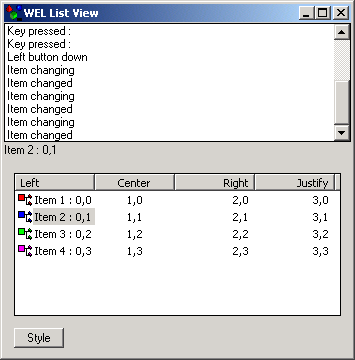 WEL List View
Key pressed :
Key pressed :
Left button down
Item changing
Item changed
Item changing
Item changed
Item changing
Item changed
Item 2 : 0,1
Left Center Right Justify
Item 1 : 0,0 1,0 2,0 3,0
Item 2 : 0,1 1,1 2,1 3,1
Item 3 : 0,2 1,2 2,2 3,2
Item 4 : 0,3 1,3 2,3 3,3
Style